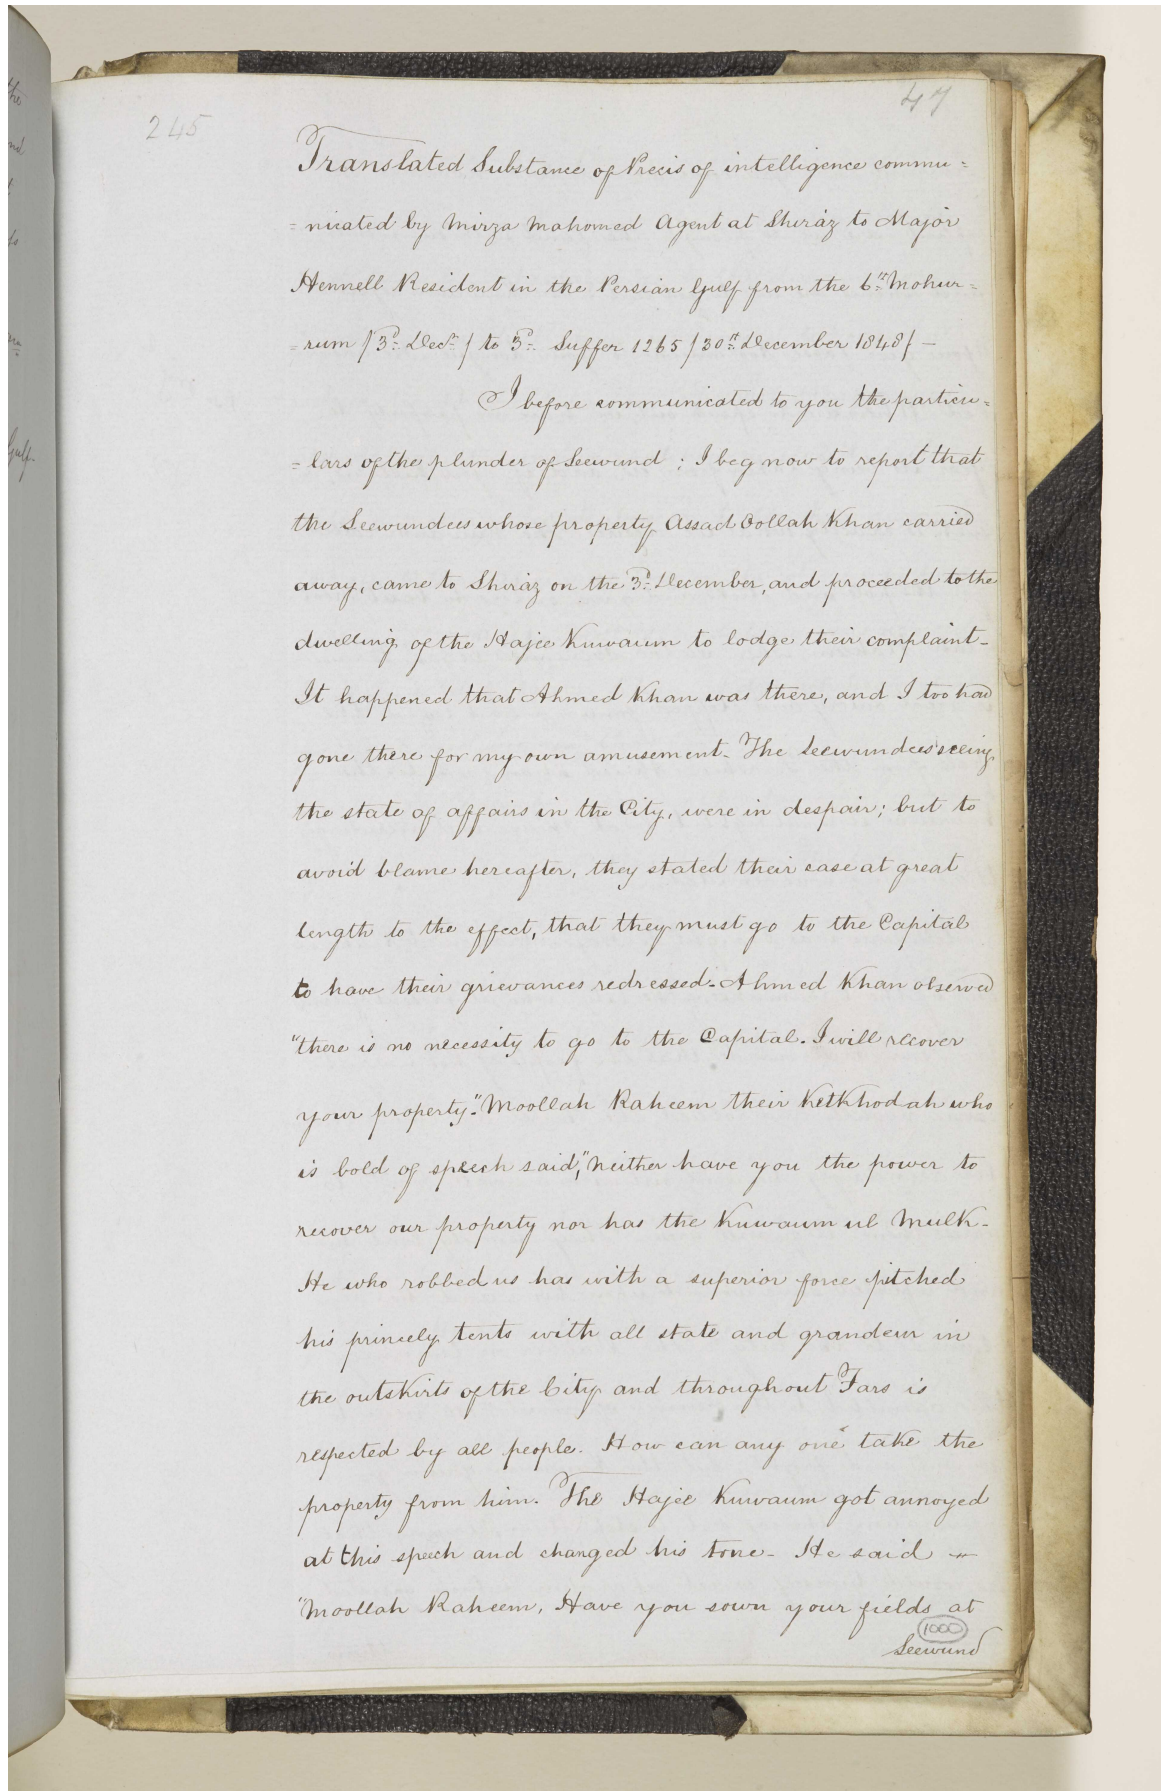 47
245
Translated Substance of Precis of intelligence commu=
=nicated by Mirza Mahomed Agent at Shiráz to Major
Hennell Resident in the Persian Gulf from the 6th Mohur=
=rum /3d Decr/ to 3d Suffer 1265 /30th December 1848/ —
I before communicated to you the particu=
=lars of the plunder of Seewund ; I beg now to report that
the Seewundees whose property Assad Oollah Khan carried
away, came to Shiráz on the 3d December, and proceeded to the
dwelling of the Hajee Kuwaum to lodge their complaint-
It happened that Ahmed Khan was there, and I too had
gone there for my own amusement- The Seewundees seeing
the state of affairs in the City, were in despair; but to
avoid blame hereafter, they stated their case at great
length to the effect, that they must go to the Capital
to have their grievances redressed- Ahmed Khan observed
"there is no necessity to go to the Capital. I will recover
your property." Moollah Raheem their Ketkhodah who
is bold of speech said, "neither have you the power to
recover our property nor has the Kuwaum ul Mulk-
He who robbed us has with a superior force pitched
his princely tents with all state and grandeur in
the outskirts of the City and throughout Fars is
respected by all people. How can any one take the
property from him. The Hajee Kuwaum got annoyed
at this speech and changed his tone- He said —
"Moollah Raheem, Have you sown your fields at
1000
Seewund